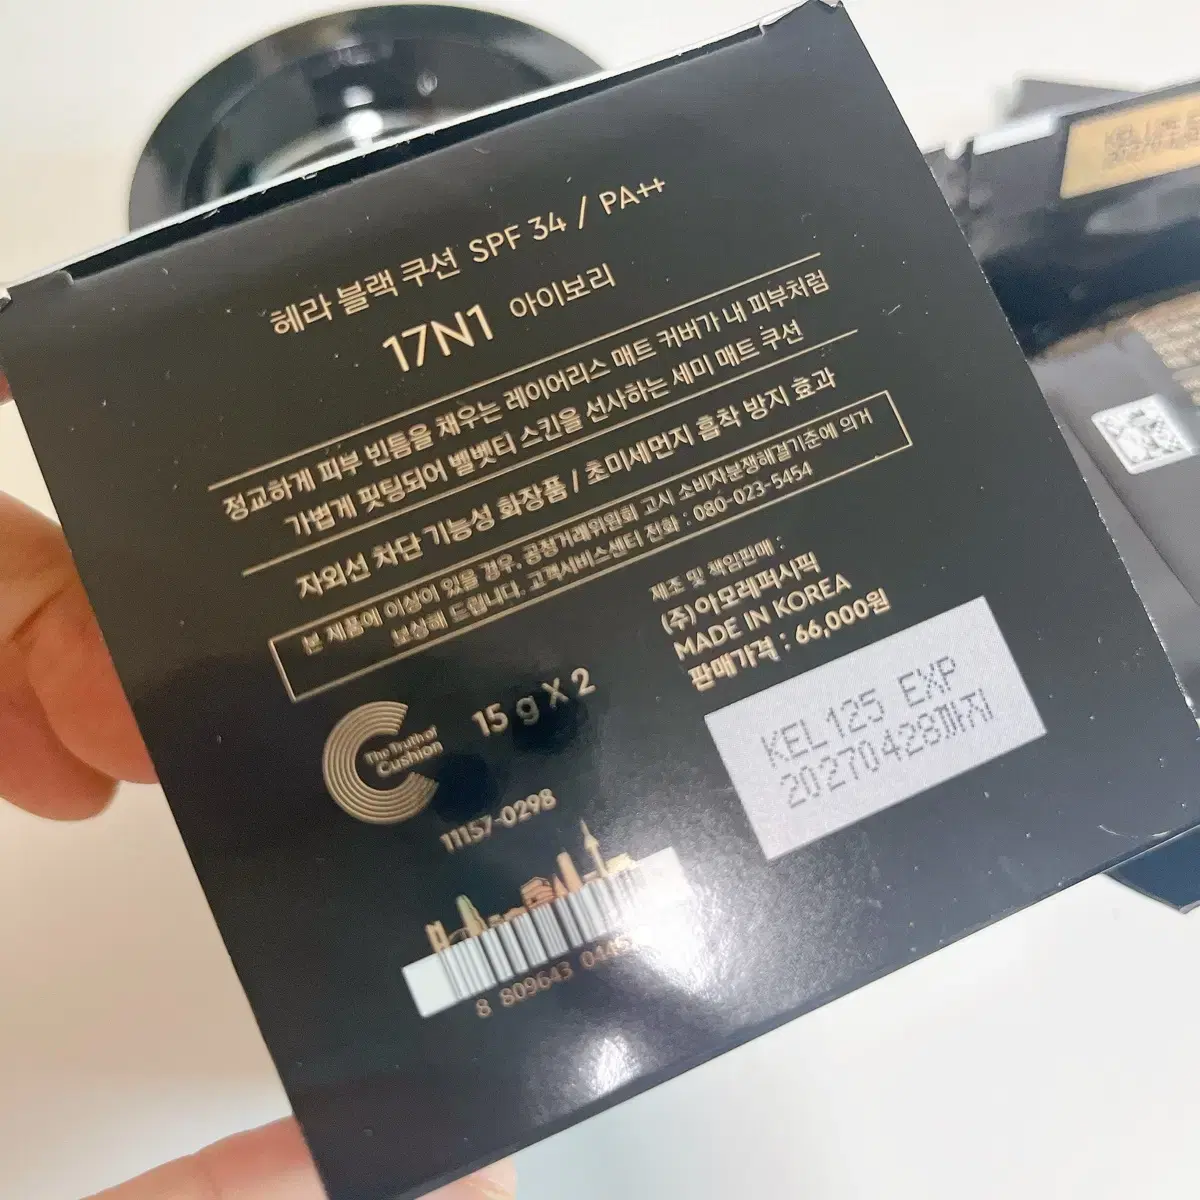 헤라 블랙 쿠션 SPF 34 / PA++
17N1 아이보리
정교하게 피부 빈틈을 채우는 레이어리스 매트 커버가 내 피부처럼
가볍게 핏팅되어 벨벳티 스킨을 선사하는 세미 매트 쿠션
자외선 차단 기능성 화장품 / 초미세먼지 흡착 방지 효과
본 제품에 이상이 있을 경우, 공정거래위원회 고시 소비자분쟁해결기준에 의거
보상해 드립니다. 고객서비스센터 전화 : 080-023-5454
제조 및 책임판매 :
(주)아모레퍼시픽
MADE IN KOREA
판매가격 : 66,000원
The Truth of
Cushion
15 g X 2
KEL125 EXP
20270428까지
11157-0298
8 809643
KEL125